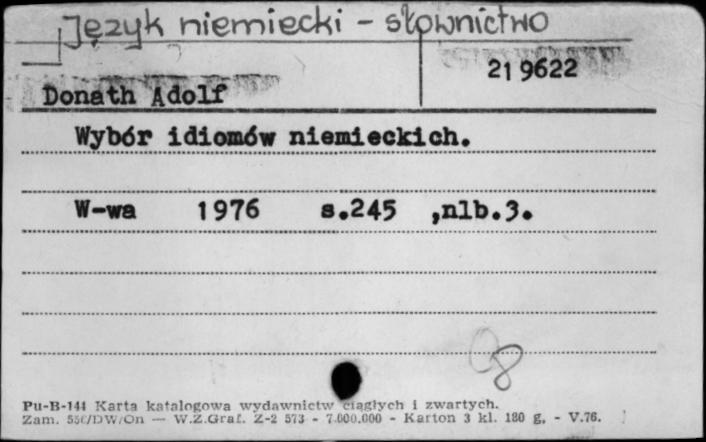 Język niemiecki - słownictwo
21 9622
Donath Adolf
Wybór idiomów niemieckich.
W-wa 1976 s.245 ,nlb.3.
8
Pu-B-144 Karta katalogowa wydawnictw ciągłych i zwartych.
Zam. 550/DW/On — W.Z.Graf. Z-2 573 - 7.000.000 - Karton 3 kl. 180 g. - V.76.